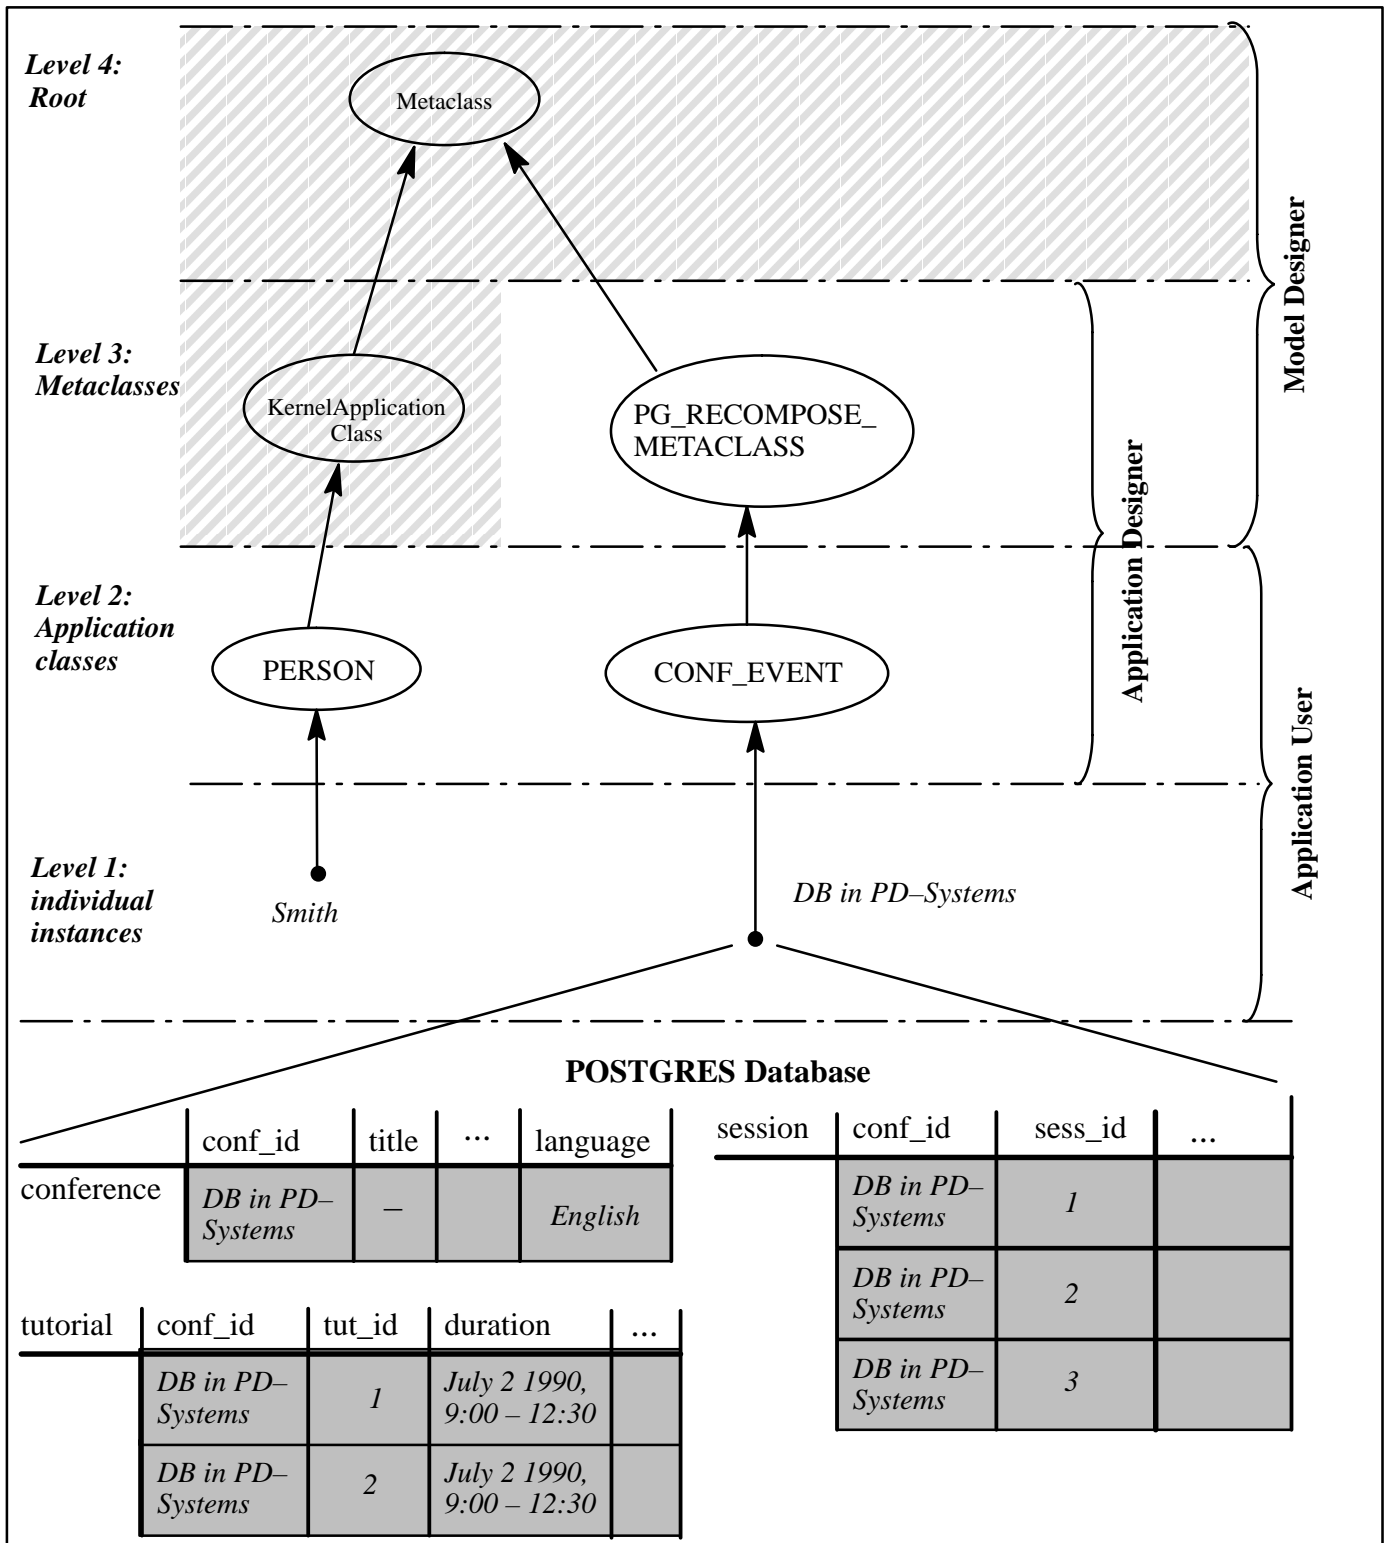 Level 4:
Root
Metaclass
Model Designer
Level 3:
Metaclasses
KernelApplication
Class
PG_RECOMPOSE_
METACLASS
Application Designer
Level 2:
Application
classes
PERSON
CONF_EVENT
Application User
Level 1:
individual
instances
Smith
DB in PD–Systems
POSTGRES Database
conf_id title ... language
conference
DB in PD–
Systems
–
English
session conf_id sess_id ...
DB in PD–
Systems
1
DB in PD–
Systems
2
DB in PD–
Systems
3
tutorial conf_id tut_id duration ...
DB in PD–
Systems
1
July 2 1990,
9:00 – 12:30
DB in PD–
Systems
2
July 2 1990,
9:00 – 12:30